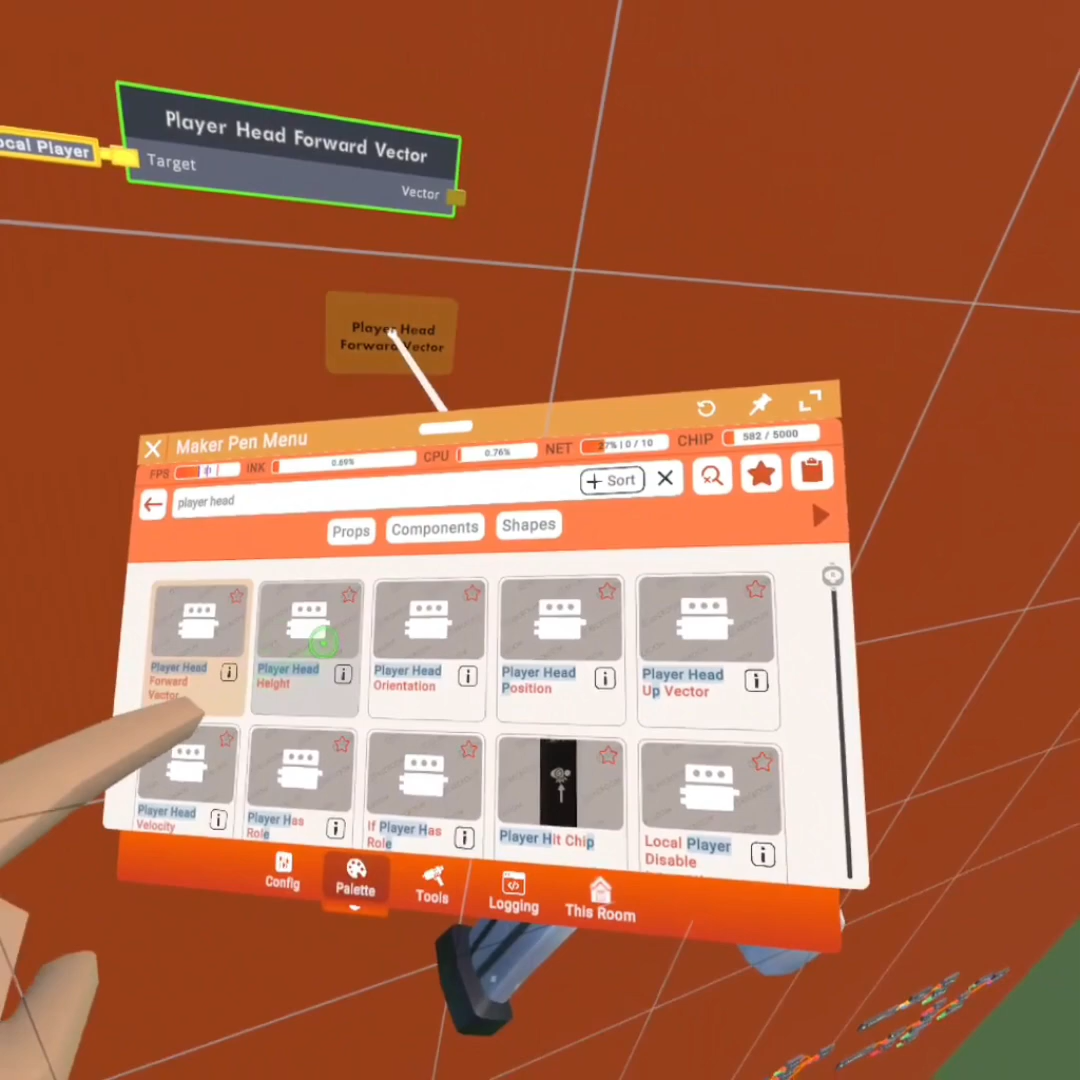 Player Head Forward Vector
ocal Player
Target
Vector
Player Head
Forward Vector
Maker Pen Menu
FPS
INK
0.69%
CPU
0.76%
NET
27% | 0 / 10
CHIP
582 / 5000
player head
+ Sort
Props
Components
Shapes
Player Head
Forward
Vector
Player Head
Height
Player Head
Orientation
Player Head
Position
Player Head
Up Vector
Player Head
Velocity
Player Has
Role
If Player Has
Role
Player Hit Chip
Local Player
Disable
Config
Palette
Tools
Logging
This Room